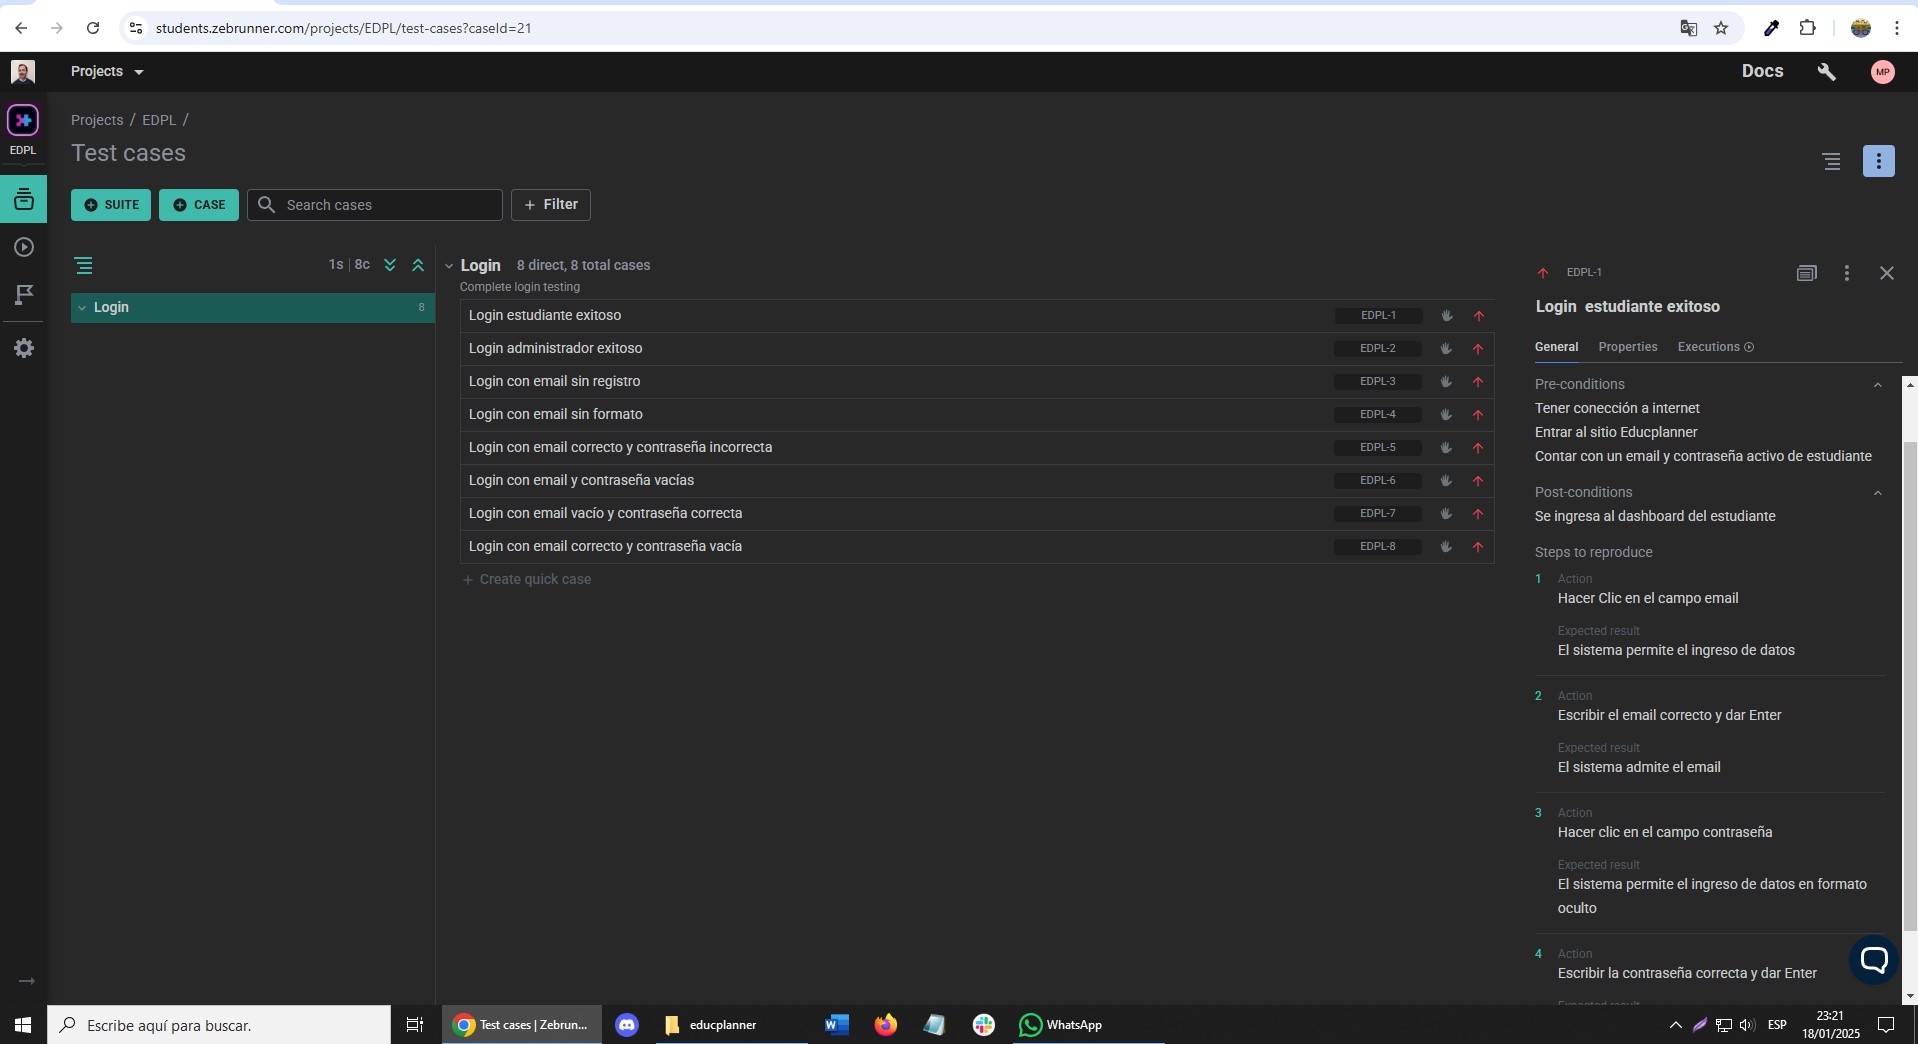 students.zebrunner.com/projects/EDPL/test-cases?caseId=21
Projects
Docs
MP
EDPL
Projects / EDPL /
Test cases
SUITE
CASE
Search cases
+ Filter
1s | 8c
Login
8
Login 8 direct, 8 total cases
Complete login testing
Login estudiante exitoso EDPL-1
Login administrador exitoso EDPL-2
Login con email sin registro EDPL-3
Login con email sin formato EDPL-4
Login con email correcto y contraseña incorrecta EDPL-5
Login con email y contraseña vacías EDPL-6
Login con email vacío y contraseña correcta EDPL-7
Login con email correcto y contraseña vacía EDPL-8
+ Create quick case
EDPL-1
Login estudiante exitoso
General Properties Executions
Pre-conditions
Tener conección a internet
Entrar al sitio Educplanner
Contar con un email y contraseña activo de estudiante
Post-conditions
Se ingresa al dashboard del estudiante
Steps to reproduce
1 Action
Hacer Clic en el campo email
Expected result
El sistema permite el ingreso de datos
2 Action
Escribir el email correcto y dar Enter
Expected result
El sistema admite el email
3 Action
Hacer clic en el campo contraseña
Expected result
El sistema permite el ingreso de datos en formato
oculto
4 Action
Escribir la contraseña correcta y dar Enter
Expected result
Escribe aquí para buscar.
Test cases | Zebrun...
educplanner
WhatsApp
ESP
23:21
18/01/2025